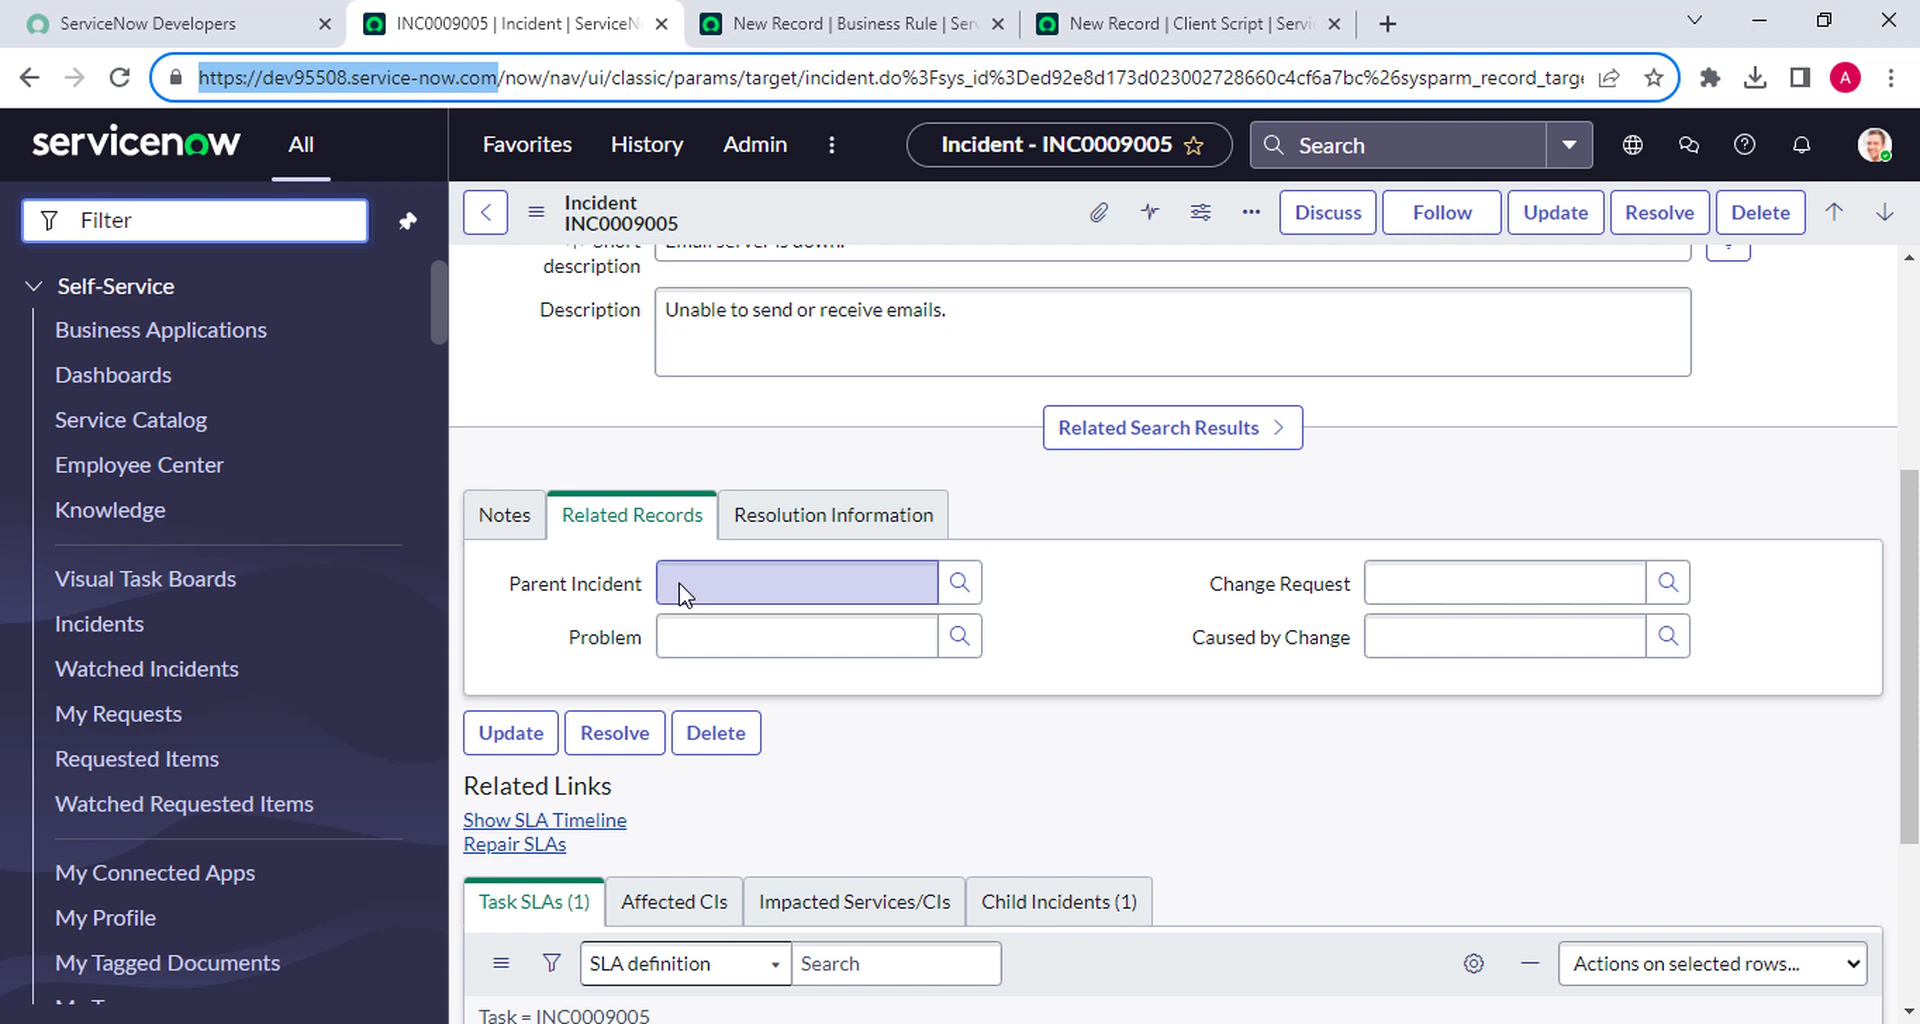 ServiceNow Developers
INC0009005 | Incident | ServiceN
New Record | Business Rule | Ser
New Record | Client Script | Servi
https://dev95508.service-now.com/now/nav/ui/classic/params/target/incident.do%3Fsys_id%3Ded92e8d173d023002728660c4cf6a7bc%26sysparm_record_targe
A
servicenow
All
Favorites
History
Admin
Incident - INC0009005
Search
Filter
Self-Service
Business Applications
Dashboards
Service Catalog
Employee Center
Knowledge
Visual Task Boards
Incidents
Watched Incidents
My Requests
Requested Items
Watched Requested Items
My Connected Apps
My Profile
My Tagged Documents
Incident
INC0009005
Discuss
Follow
Update
Resolve
Delete
Short
description
Email server is down.
Description
Unable to send or receive emails.
Related Search Results
Notes
Related Records
Resolution Information
Parent Incident
Problem
Change Request
Caused by Change
Update
Resolve
Delete
Related Links
Show SLA Timeline
Repair SLAs
Task SLAs (1)
Affected CIs
Impacted Services/CIs
Child Incidents (1)
SLA definition
Search
Actions on selected rows...
Task = INC0009005